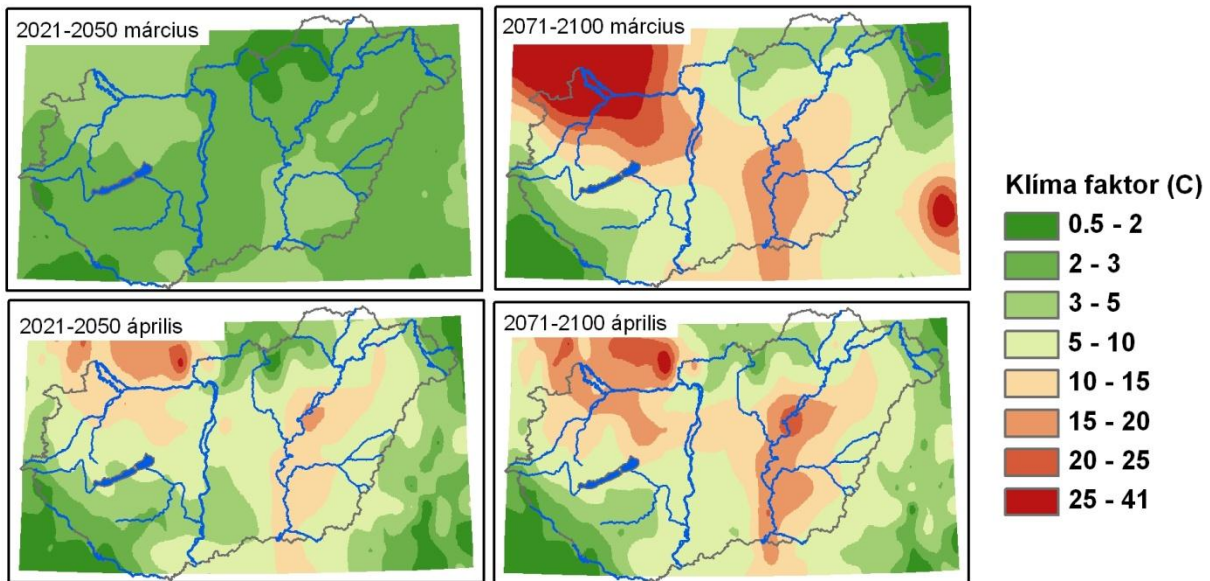 2021-2050 március
2071-2100 március
2021-2050 április
2071-2100 április
Klíma faktor (C)
0.5 - 2
2 - 3
3 - 5
5 - 10
10 - 15
15 - 20
20 - 25
25 - 41